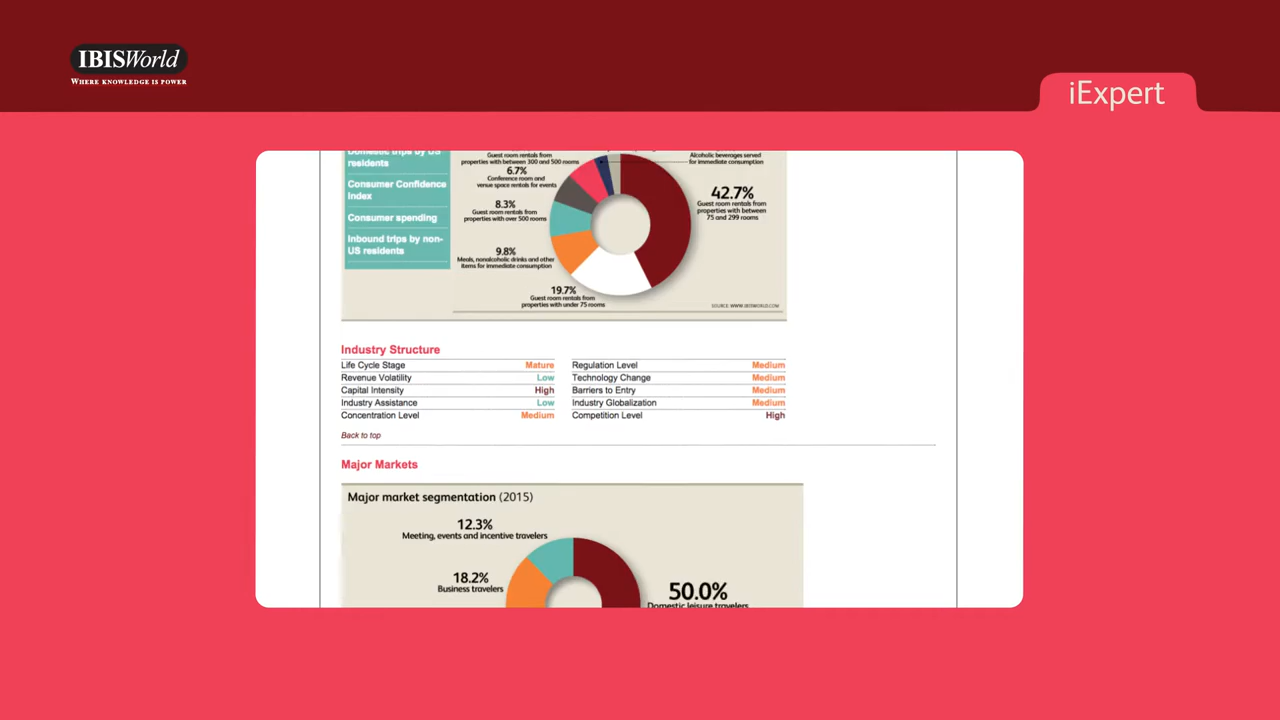 IBISWorld
WHERE KNOWLEDGE IS POWER
iExpert
Domestic trips by US
residents
Consumer Confidence
Index
Consumer spending
Inbound trips by non-
US residents
Guest room rentals from
properties with between 300 and 500 rooms
6.7%
Conference room and
venue space rentals for events
8.3%
Guest room rentals from
properties with over 500 rooms
9.8%
Meals, nonalcoholic drinks and other
items for immediate consumption
19.7%
Guest room rentals from
properties with under 75 rooms
Alcoholic beverages served
for immediate consumption
42.7%
Guest room rentals from
properties with between
75 and 299 rooms
SOURCE: WWW.IBISWORLD.COM
Industry Structure
Life Cycle Stage Mature Regulation Level Medium
Revenue Volatility Low Technology Change Medium
Capital Intensity High Barriers to Entry Medium
Industry Assistance Low Industry Globalization Medium
Concentration Level Medium Competition Level High
Back to top
Major Markets
Major market segmentation (2015)
12.3%
Meeting, events and incentive travelers
18.2%
Business travelers
50.0%
Domestic leisure travelers